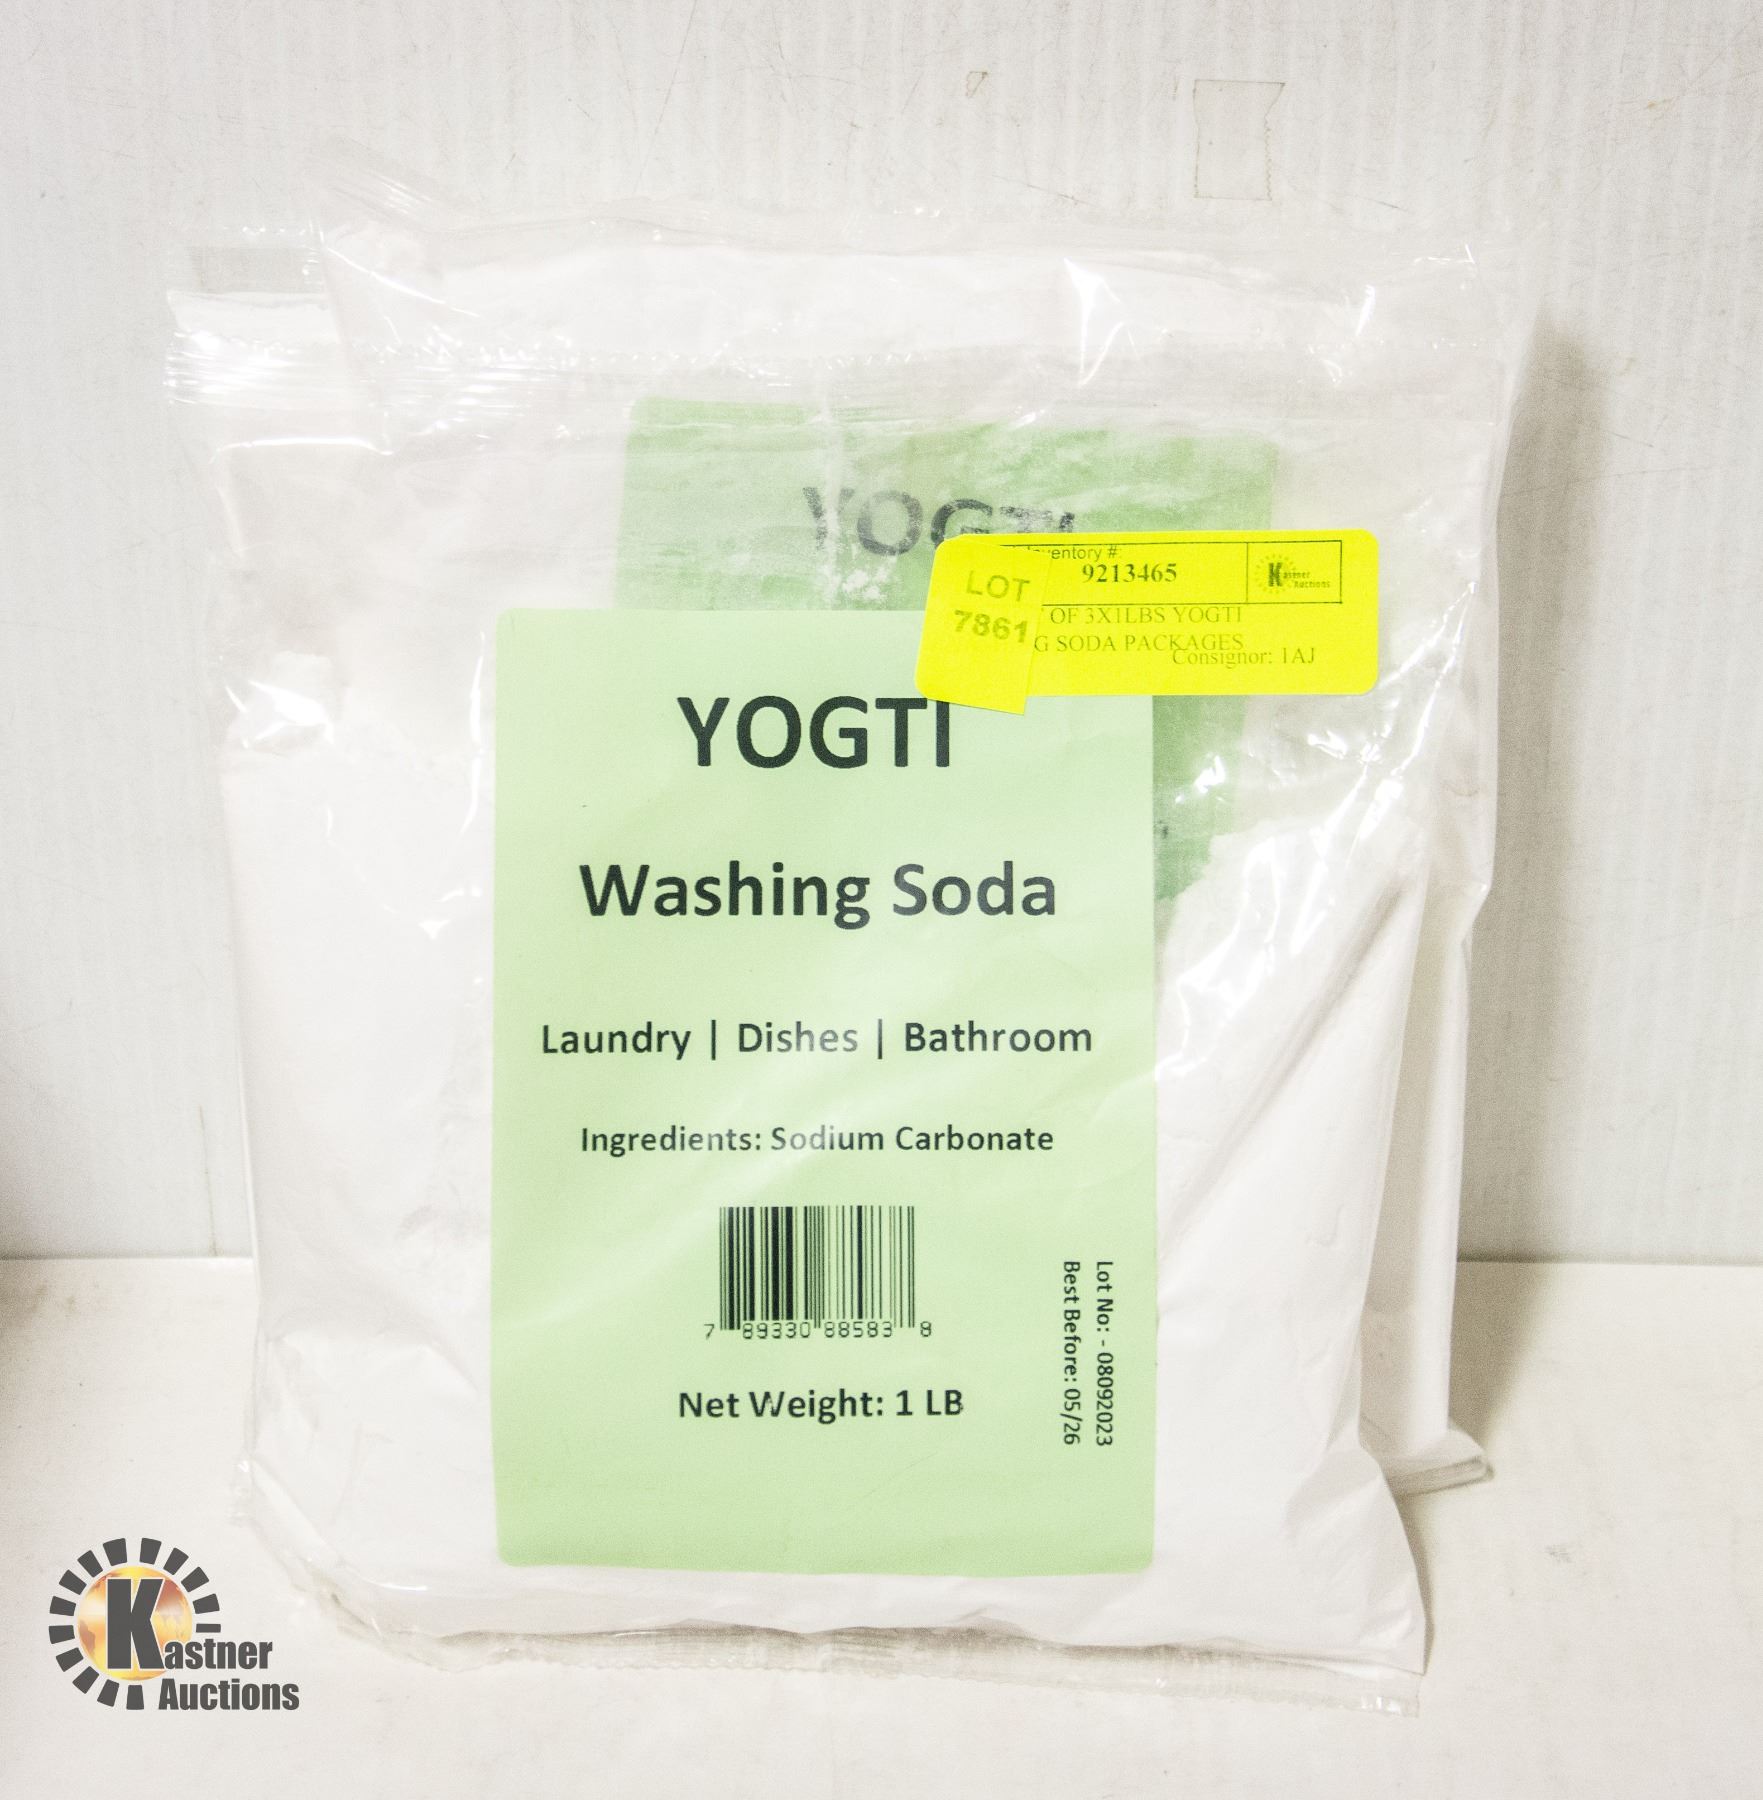 YOGTI
Inventory #:
9213465
Kastner
Auctions
LOT
7861
OF 3X1LBS YOGTI
G SODA PACKAGES
Consignor: 1AJ
YOGTI
Washing Soda
Laundry | Dishes | Bathroom
Ingredients: Sodium Carbonate
7 89330 88583 8
Net Weight: 1 LB
Lot No: - 08092023
Best Before: 05/26
Kastner
Auctions